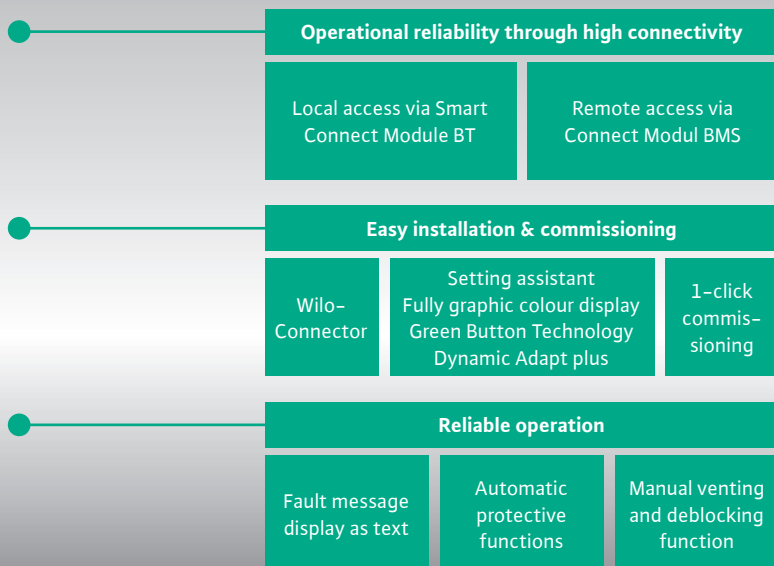 Operational reliability through high connectivity
Local access via Smart
Connect Module BT
Remote access via
Connect Modul BMS
Easy installation & commissioning
Wilo-
Connector
Setting assistant
Fully graphic colour display
Green Button Technology
Dynamic Adapt plus
1-click
commis-
sioning
Reliable operation
Fault message
display as text
Automatic
protective
functions
Manual venting
and deblocking
function